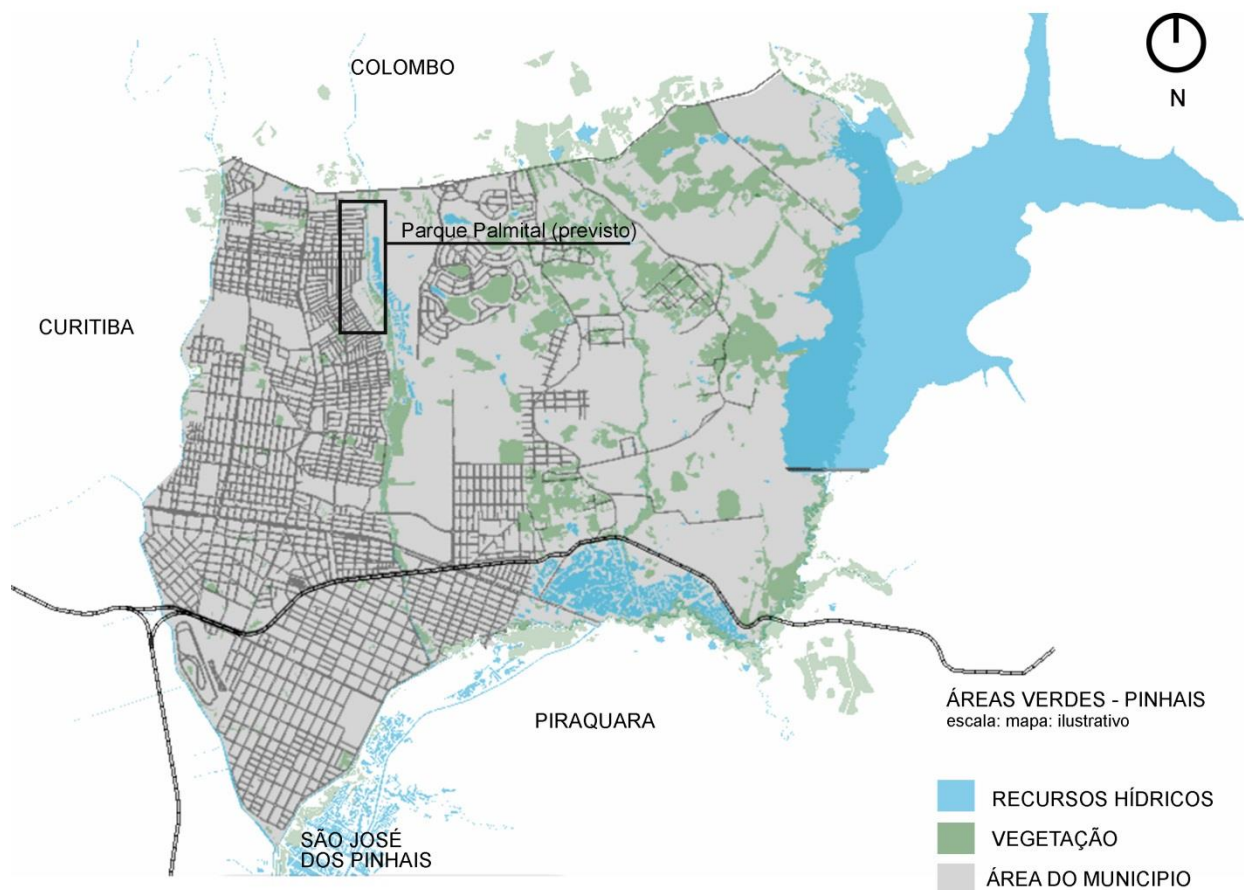 COLOMBO
N
Parque Palmital (previsto)
CURITIBA
PIRAQUARA
ÁREAS VERDES - PINHAIS
escala: mapa: ilustrativo
RECURSOS HÍDRICOS
VEGETAÇÃO
ÁREA DO MUNICIPIO
SÃO JOSÉ
DOS PINHAIS